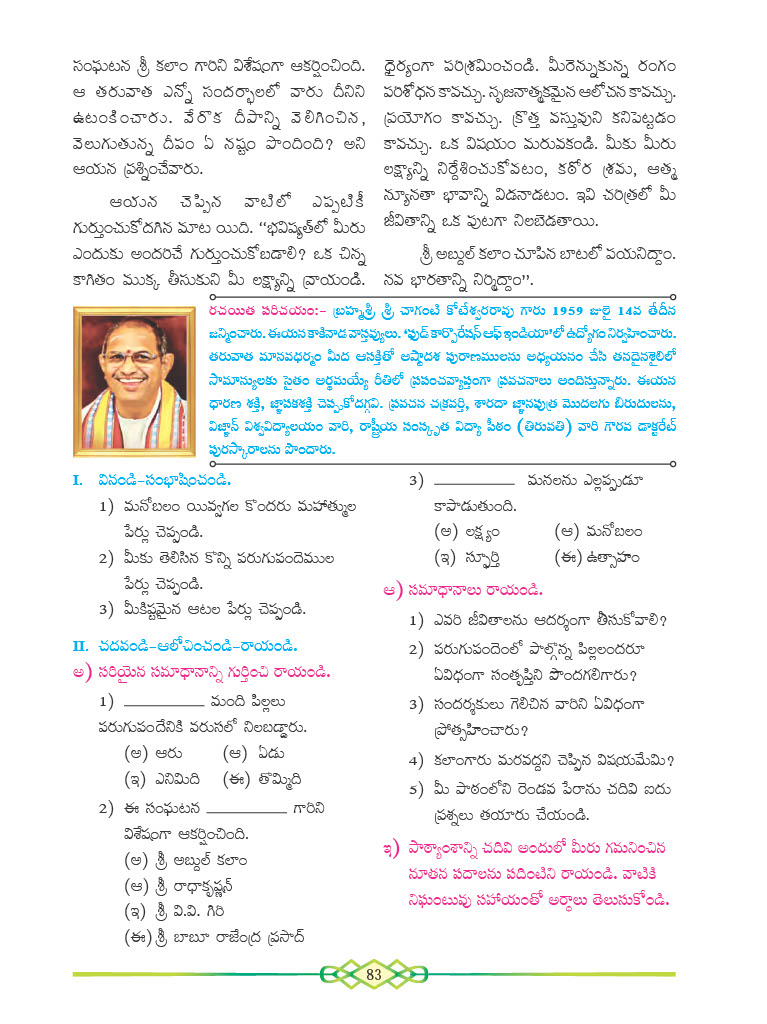 సంఘటన శ్రీ కలాం గారిని విశేషంగా ఆకర్షించింది.
ఆ తరువాత ఎన్నో సందర్భాలలో వారు దీనిని
ఉటంకించారు. వేరొక దీపాన్ని వెలిగించిన,
వెలుగుతున్న దీపం ఏ నష్టం పొందింది? అని
ఆయన ప్రశ్నించేవారు.
ఆయన చెప్పిన వాటిలో ఎప్పటికీ
గుర్తుంచుకోదగిన మాట యిది. “భవిష్యత్‌లో మీరు
ఎందుకు అందరిచే గుర్తుంచుకోబడాలి? ఒక చిన్న
కాగితం ముక్క తీసుకుని మీ లక్ష్యాన్ని వ్రాయండి.
ధైర్యంగా పరిశ్రమించండి. మీరెన్నుకున్న రంగం
పరిశోధన కావచ్చు. సృజనాత్మకమైన ఆలోచన కావచ్చు.
ప్రయోగం కావచ్చు. క్రొత్త వస్తువుని కనిపెట్టడం
కావచ్చు. ఒక విషయం మరువకండి. మీకు మీరు
లక్ష్యాన్ని నిర్దేశించుకోవటం, కఠోర శ్రమ, ఆత్మ
న్యూనతా భావాన్ని విడనాడటం. ఇవి చరిత్రలో మీ
జీవితాన్ని ఒక పుటగా నిలబెడతాయి.
శ్రీ అబ్దుల్ కలాం చూపిన బాటలో పయనిద్దాం.
నవ భారతాన్ని నిర్మిద్దాం”.
రచయిత పరిచయం:- బ్రహ్మశ్రీ శ్రీ చాగంటి కోటేశ్వరరావు గారు 1959 జులై 14వ తేదీన
జన్మించారు. ఈయన కాకినాడ వాస్తవ్యులు. ‘ఫుడ్ కార్పొరేషన్ ఆఫ్ ఇండియా’లో ఉద్యోగం నిర్వహించారు.
తరువాత మానవధర్మం మీద ఆసక్తితో అష్టాదశ పురాణములను అధ్యయనం చేసి తనదైనశైలిలో
సామాన్యులకు సైతం అర్థమయ్యే రీతిలో ప్రపంచవ్యాప్తంగా ప్రవచనాలు అందిస్తున్నారు. ఈయన
ధారణ శక్తి, జ్ఞాపకశక్తి చెప్పుకోదగ్గవి. ప్రవచన చక్రవర్తి, శారదా జ్ఞానపుత్ర మొదలగు బిరుదులను,
విజ్ఞాన్ విశ్వవిద్యాలయం వారి, రాష్ట్రీయ సంస్కృత విద్యా పీఠం (తిరుపతి) వారి గౌరవ డాక్టరేట్
పురస్కారాలను పొందారు.
I. వినండి-సంభాషించండి.
1) మనోబలం యివ్వగల కొందరు మహాత్ముల
పేర్లు చెప్పండి.
2) మీకు తెలిసిన కొన్ని పరుగుపందెముల
పేర్లు చెప్పండి.
3) మీకిష్టమైన ఆటల పేర్లు చెప్పండి.
II. చదవండి-ఆలోచించండి-రాయండి.
అ) సరియైన సమాధానాన్ని గుర్తించి రాయండి.
1) __________ మంది పిల్లలు
పరుగుపందేనికి వరుసలో నిలబడ్డారు.
(అ) ఆరు (ఆ) ఏడు
(ఇ) ఎనిమిది (ఈ) తొమ్మిది
2) ఈ సంఘటన __________ గారిని
విశేషంగా ఆకర్షించింది.
(అ) శ్రీ అబ్దుల్ కలాం
(ఆ) శ్రీ రాధాకృష్ణన్
(ఇ) శ్రీ వి.వి. గిరి
(ఈ) శ్రీ బాబూ రాజేంద్ర ప్రసాద్
3) __________ మనలను ఎల్లప్పుడూ
కాపాడుతుంది.
(అ) లక్ష్యం (ఆ) మనోబలం
(ఇ) స్ఫూర్తి (ఈ) ఉత్సాహం
ఆ) సమాధానాలు రాయండి.
1) ఎవరి జీవితాలను ఆదర్శంగా తీసుకోవాలి?
2) పరుగుపందెంలో పాల్గొన్న పిల్లలందరూ
ఏవిధంగా సంతృప్తిని పొందగలిగారు?
3) సందర్శకులు గెలిచిన వారిని ఏవిధంగా
ప్రోత్సహించారు?
4) కలాంగారు మరవద్దని చెప్పిన విషయమేమి?
5) మీ పాఠంలోని రెండవ పేరాను చదివి ఐదు
ప్రశ్నలు తయారు చేయండి.
ఇ) పాఠ్యాంశాన్ని చదివి అందులో మీరు గమనించిన
నూతన పదాలను పదింటిని రాయండి. వాటికి
నిఘంటువు సహాయంతో అర్థాలు తెలుసుకోండి.
83